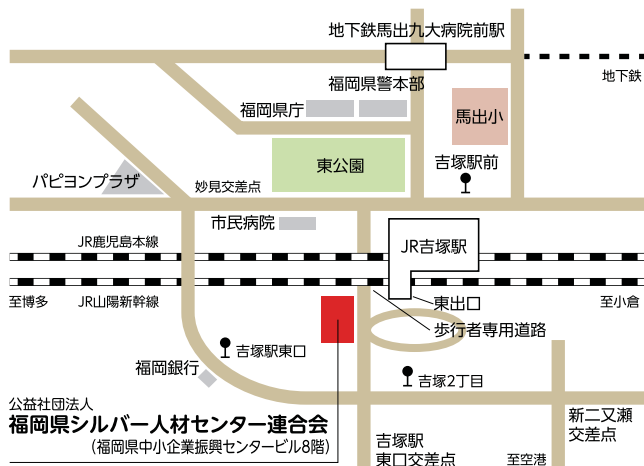 地下鉄馬出九大病院前駅
地下鉄
福岡県警本部
福岡県庁
馬出小
東公園
吉塚駅前
パピヨンプラザ
妙見交差点
市民病院
JR鹿児島本線
JR吉塚駅
至博多
JR山陽新幹線
東出口
至小倉
歩行者専用道路
吉塚駅東口
福岡銀行
吉塚2丁目
公益社団法人
福岡県シルバー人材センター連合会
(福岡県中小企業振興センタービル8階)
新二又瀬
交差点
吉塚駅
東口交差点
至空港